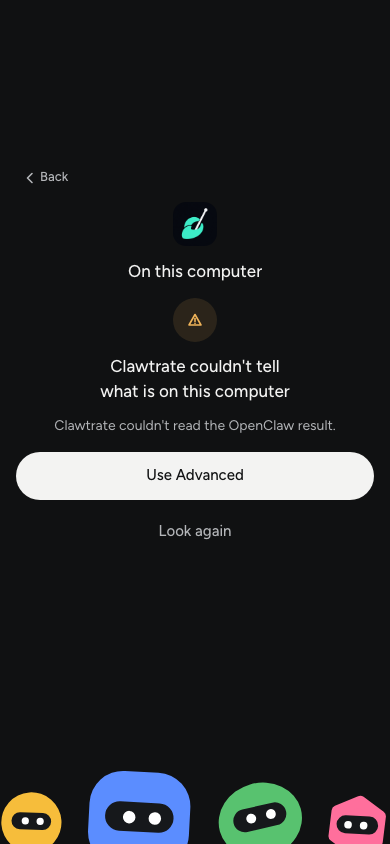 Back
On this computer
Clawtrate couldn't tell
what is on this computer
Clawtrate couldn't read the OpenClaw result.
Use Advanced
Look again